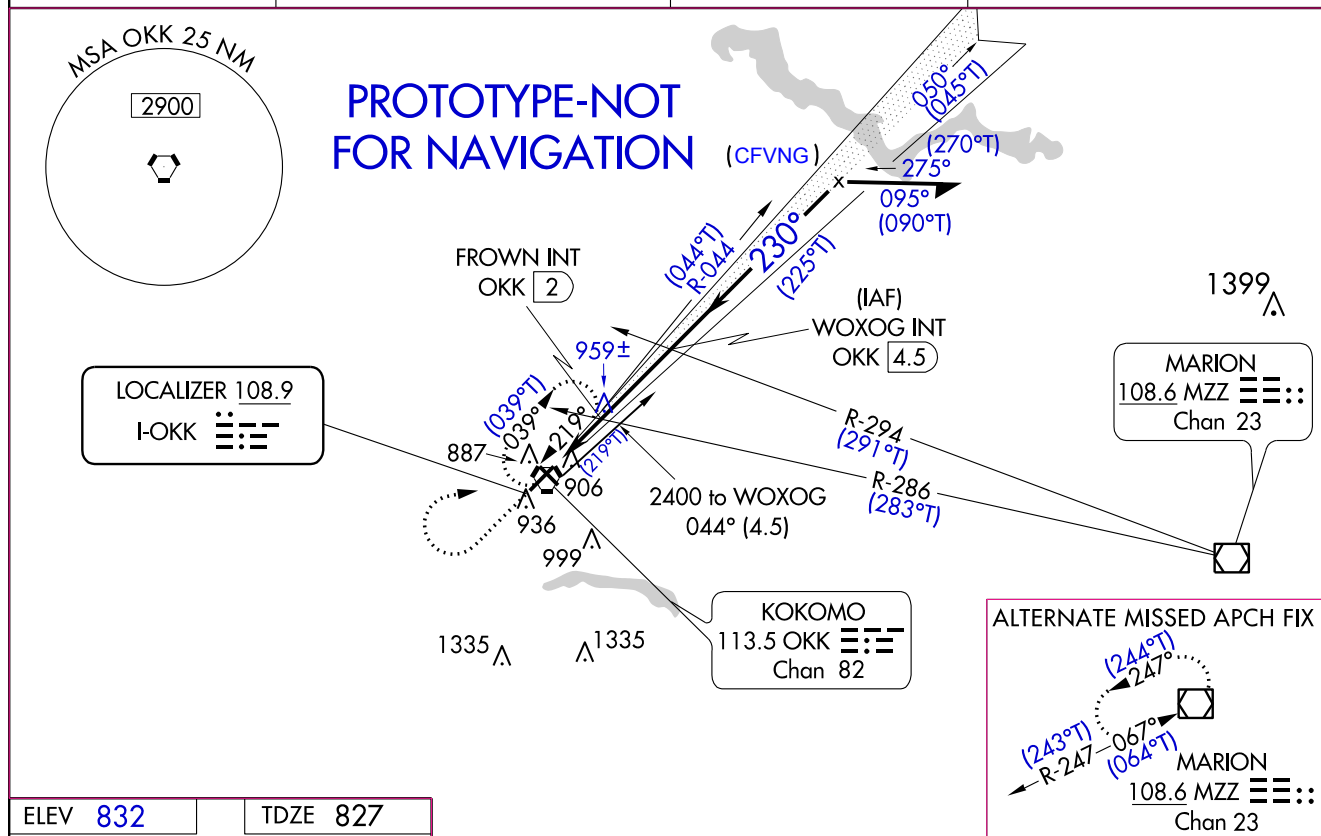 MSA OKK 25 NM
2900
PROTOTYPE-NOT
FOR NAVIGATION
(CFVNG)
050°
(045°T)
(270°T)
275°
x
095°
(090°T)
(044°T)
R-044
230°
(225°T)
FROWN INT
OKK 2
(IAF)
WOXOG INT
OKK 4.5
1399
959±
LOCALIZER 108.9
I-OKK
MARION
108.6 MZZ
Chan 23
(039°T)
039°
219°
(219°T)
887
906
936
999
R-294
(291°T)
R-286
(283°T)
2400 to WOXOG
044° (4.5)
KOKOMO
113.5 OKK
Chan 82
1335
1335
ALTERNATE MISSED APCH FIX
(244°T)
247°
(243°T)
R-247
067°
(064°T)
MARION
108.6 MZZ
Chan 23
ELEV 832
TDZE 827